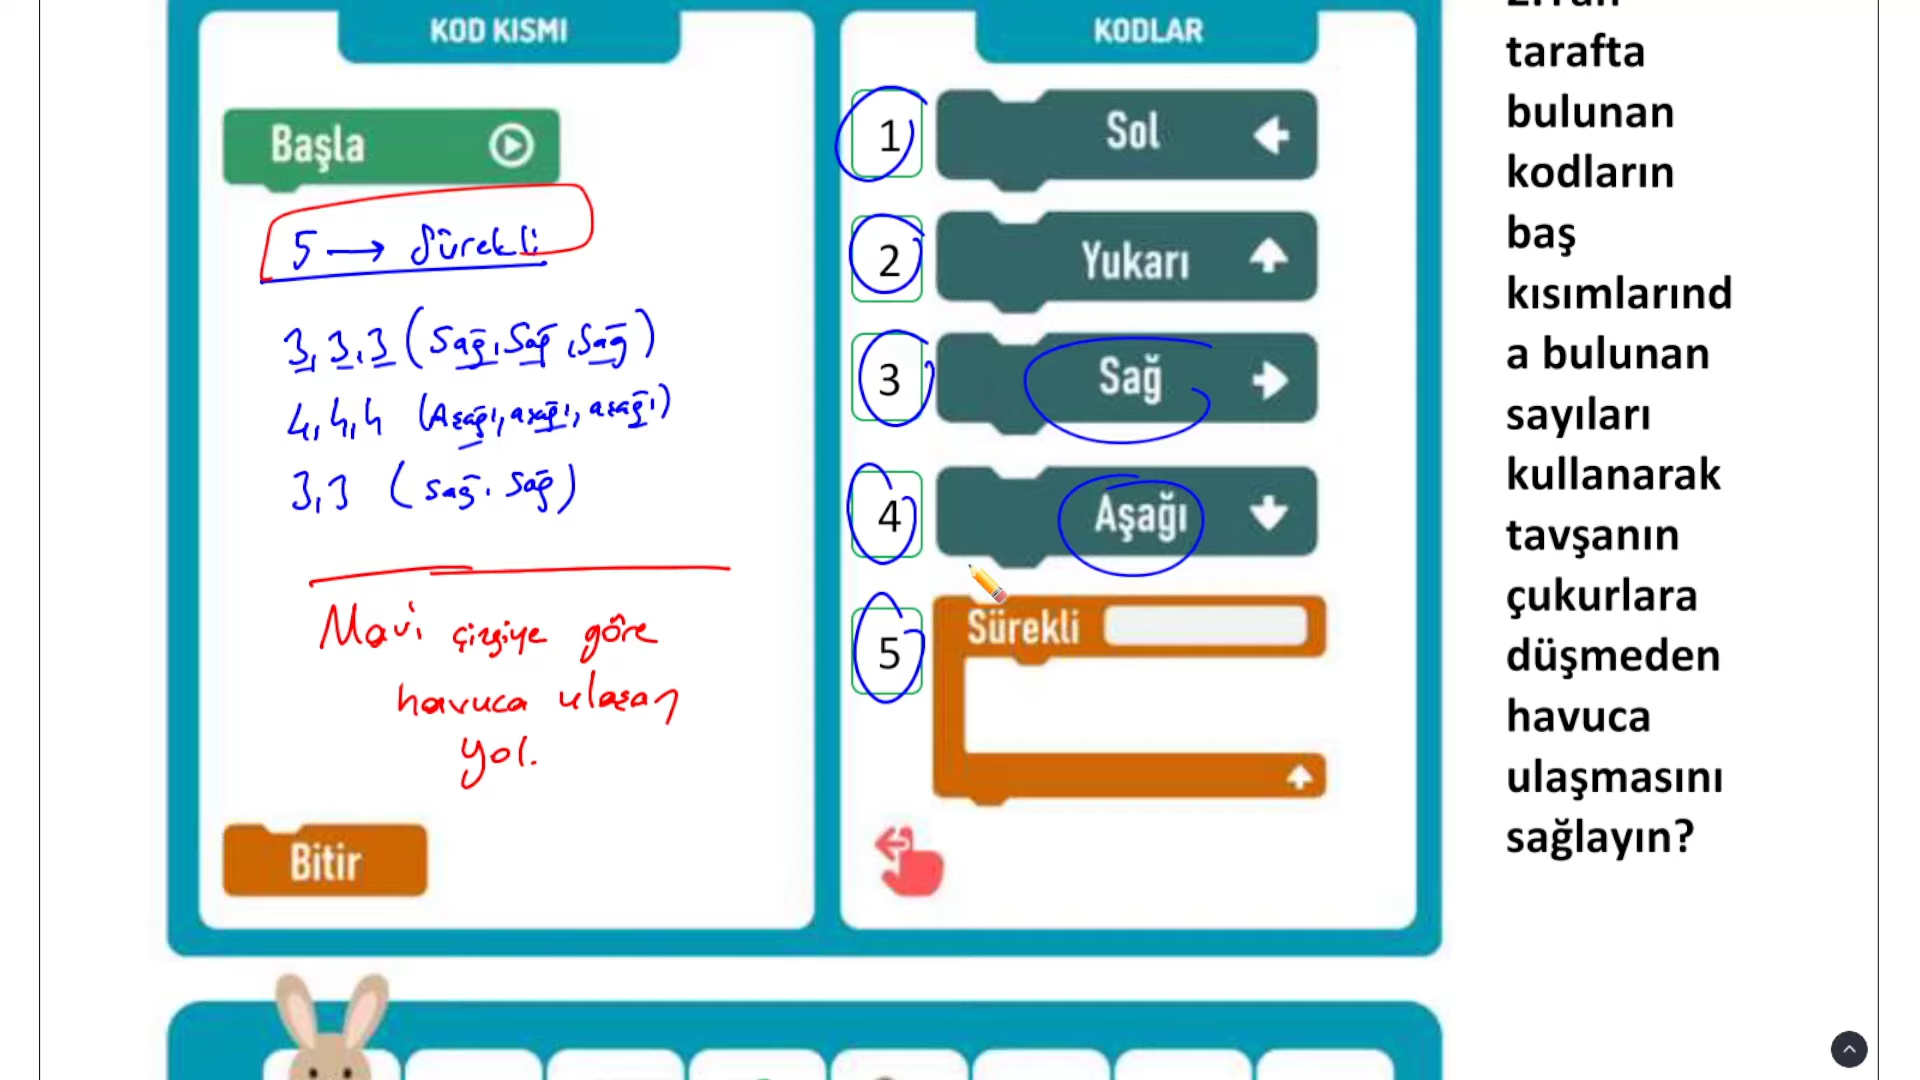 KOD KISMI
Başla
5 → Sürekli
3, 3, 3 (Sağ, Sağ, Sağ)
4, 4, 4 (Aşağı, aşağı, aşağı)
3, 3 (Sağ, Sağ)
Mavi çizgiye göre
havuca ulaşan
yol.
Bitir
KODLAR
1 Sol
2 Yukarı
3 Sağ
4 Aşağı
5 Sürekli
tarafta
bulunan
kodların
baş
kısımlarınd
a bulunan
sayıları
kullanarak
tavşanın
çukurlara
düşmeden
havuca
ulaşmasını
sağlayın?